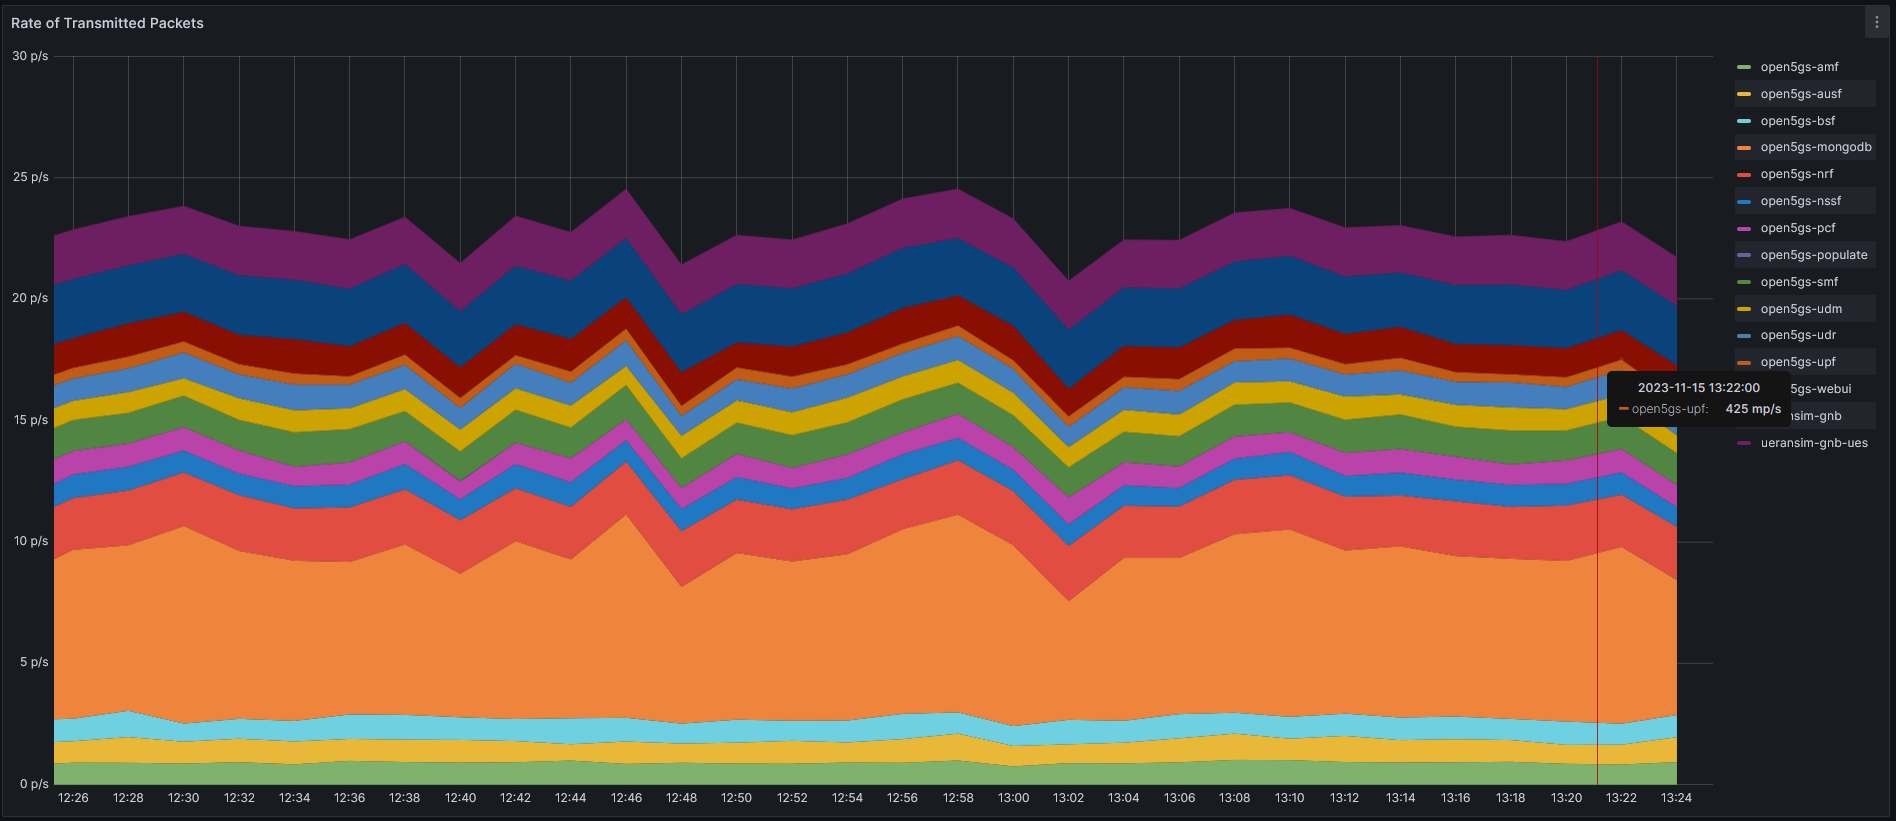 Rate of Transmitted Packets
30 p/s
25 p/s
20 p/s
15 p/s
10 p/s
5 p/s
0 p/s
12:26 12:28 12:30 12:32 12:34 12:36 12:38 12:40 12:42 12:44 12:46 12:48 12:50 12:52 12:54 12:56 12:58 13:00 13:02 13:04 13:06 13:08 13:10 13:12 13:14 13:16 13:18 13:20 13:22 13:24
open5gs-amf
open5gs-ausf
open5gs-bsf
open5gs-mongodb
open5gs-nrf
open5gs-nssf
open5gs-pcf
open5gs-populate
open5gs-smf
open5gs-udm
open5gs-udr
open5gs-upf
5gs-webui
sim-gnb
ueransim-gnb-ues
2023-11-15 13:22:00
open5gs-upf: 425 mp/s